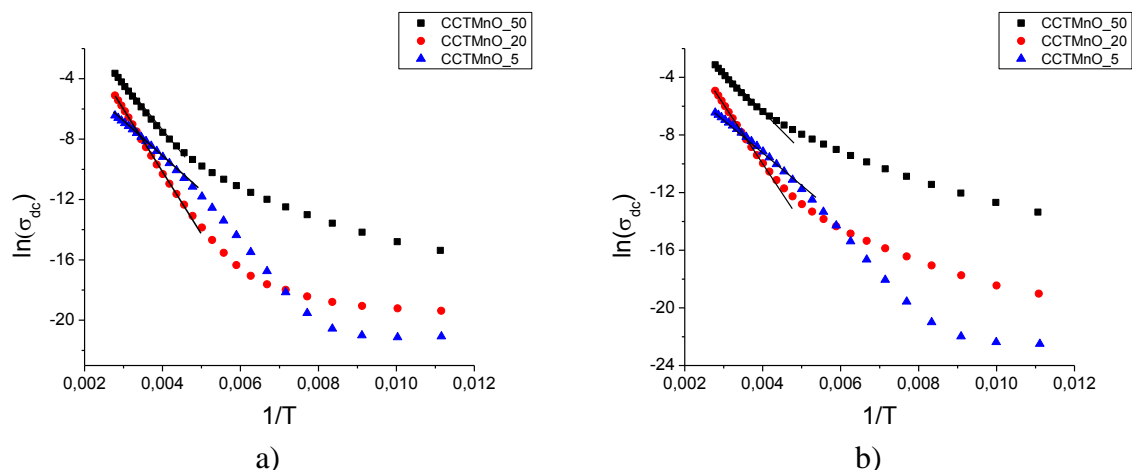 CCTMnO_50
CCTMnO_20
CCTMnO_5
-4
-8
-12
-16
-20
ln(σdc)
0,002 0,004 0,006 0,008 0,010 0,012
1/T
a)
CCTMnO_50
CCTMnO_20
CCTMnO_5
-4
-8
-12
-16
-20
-24
ln(σdc)
0,002 0,004 0,006 0,008 0,010 0,012
1/T
b)